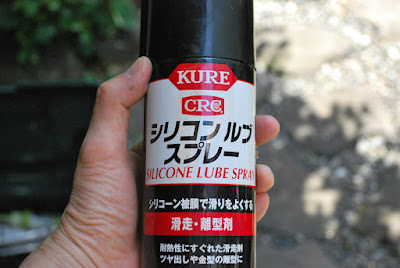 KURE
CRC
シリコン ルブ
スプレー
SILICONE LUBE SPRAY
シリコーン被膜で滑りをよくする
滑走・離型剤
耐熱性にすぐれた滑走剤
ツヤ出しや金型の離型に